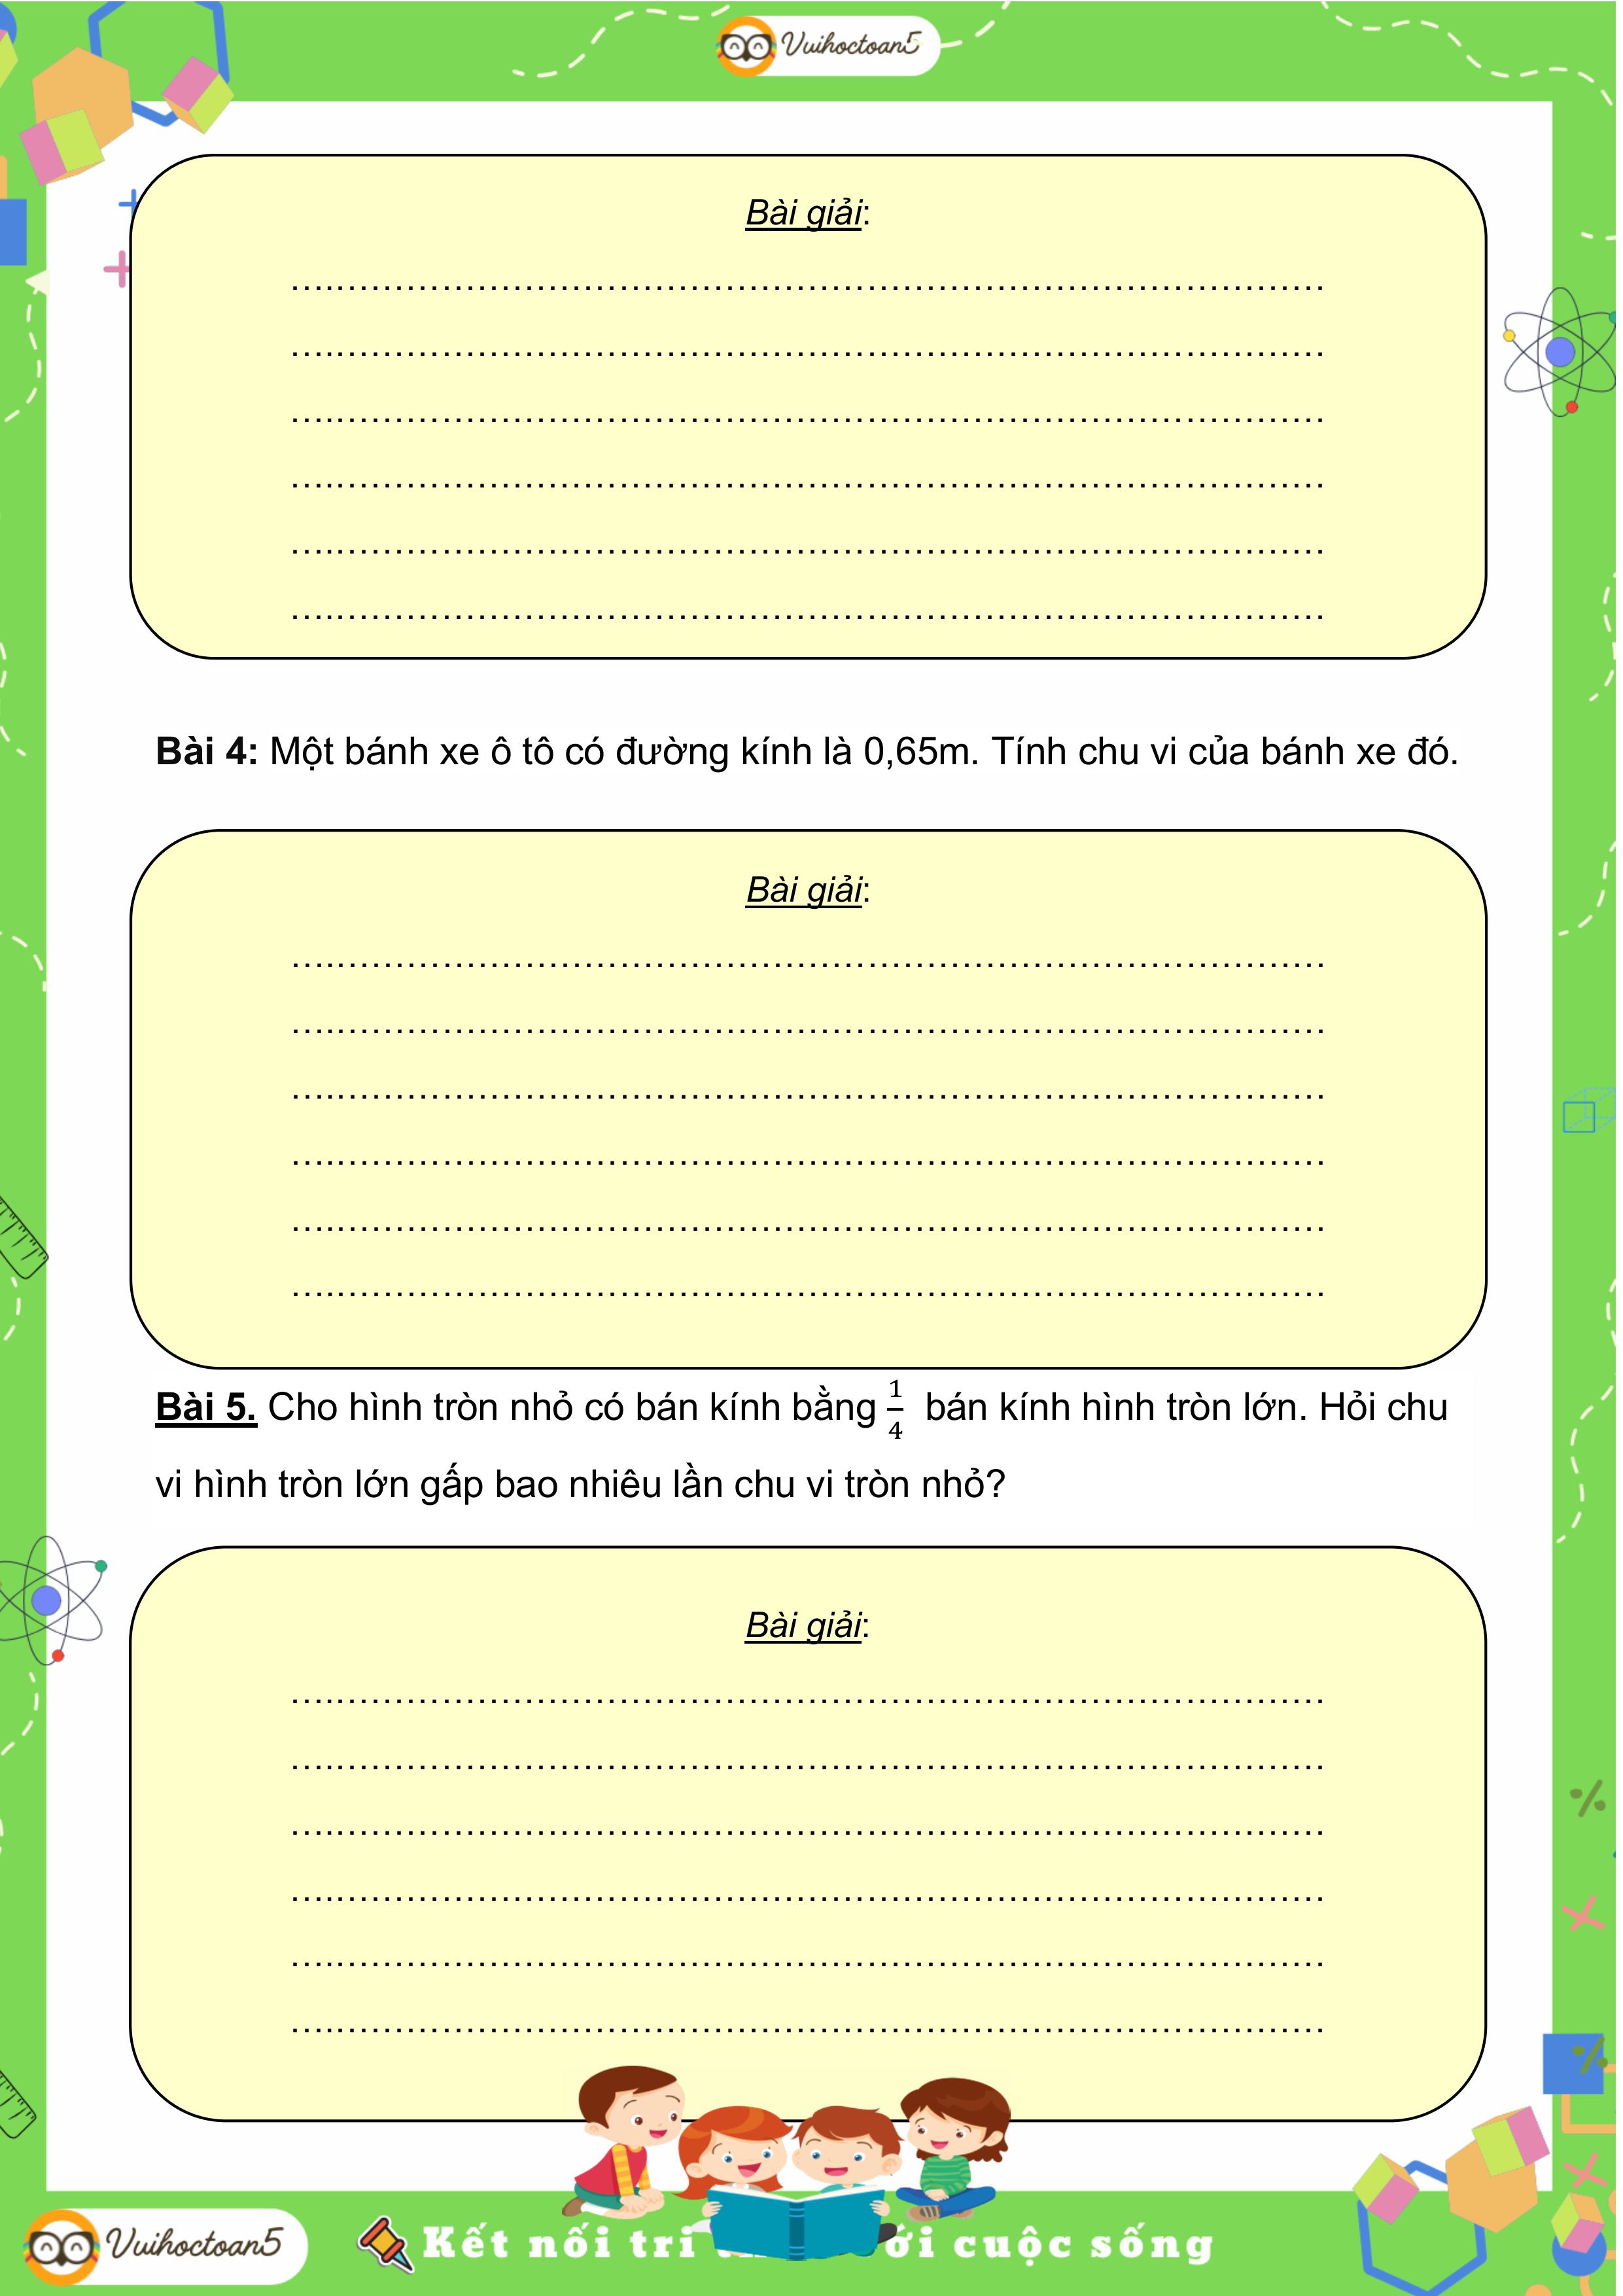 Vuihoctoan5
Bài giải:
................................................................................
................................................................................
................................................................................
................................................................................
................................................................................
................................................................................
Bài 4: Một bánh xe ô tô có đường kính là 0,65m. Tính chu vi của bánh xe đó.
Bài giải:
................................................................................
................................................................................
................................................................................
................................................................................
................................................................................
................................................................................
Bài 5. Cho hình tròn nhỏ có bán kính bằng 1/4 bán kính hình tròn lớn. Hỏi chu
vi hình tròn lớn gấp bao nhiêu lần chu vi tròn nhỏ?
Bài giải:
................................................................................
................................................................................
................................................................................
................................................................................
................................................................................
................................................................................
Vuihoctoan5 Kết nối tri cuộc sống